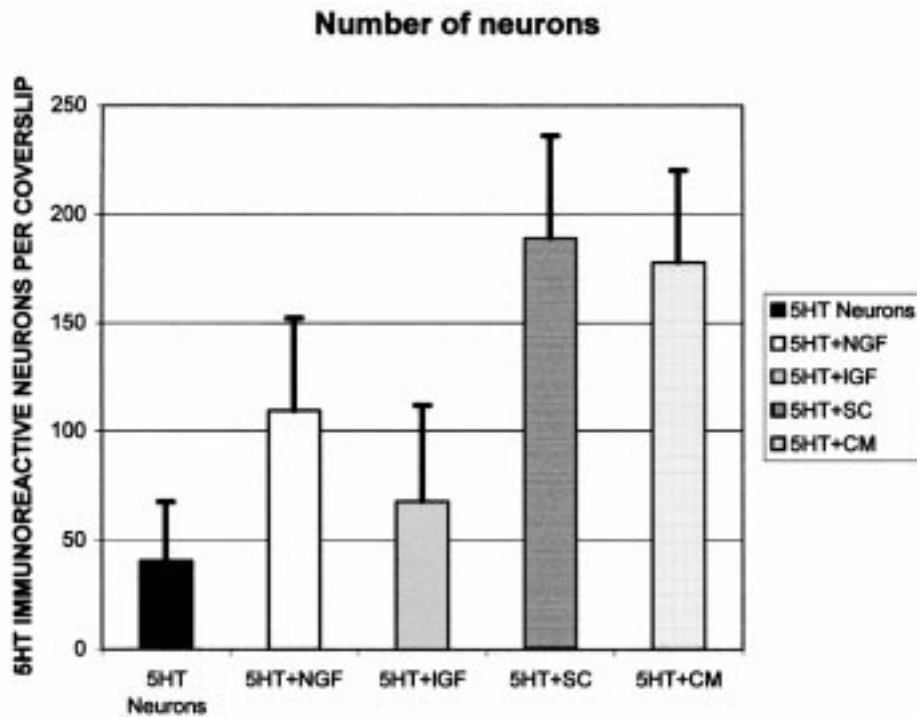 Number of neurons
5HT IMMUNOREACTIVE NEURONS PER COVERSLIP
250
200
150
100
50
0
5HT
Neurons
5HT+NGF
5HT+IGF
5HT+SC
5HT+CM
5HT Neurons
5HT+NGF
5HT+IGF
5HT+SC
5HT+CM